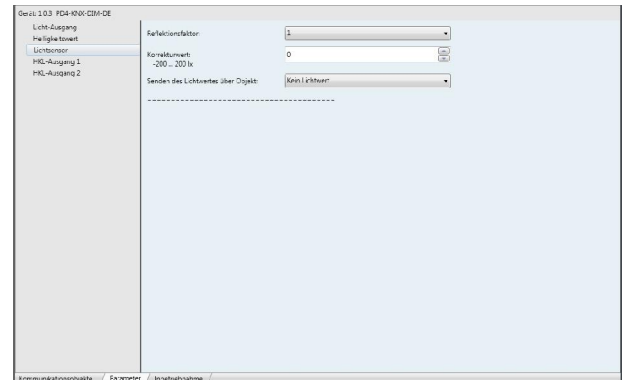 Gerät: 1.0.3 PD4-KNX-DIM-DE
Licht-Ausgang
Helligkeitswert
Lichtsensor
HKL-Ausgang 1
HKL-Ausgang 2
Reflektionsfaktor
1
Korrekturwert:
-200 ... 200 lx
0
Senden des Lichtwertes über Objekt:
Kein Lichtwert
----------------------------------------
Kommunikationsobjekte / Parameter / Inbetriebnahme /